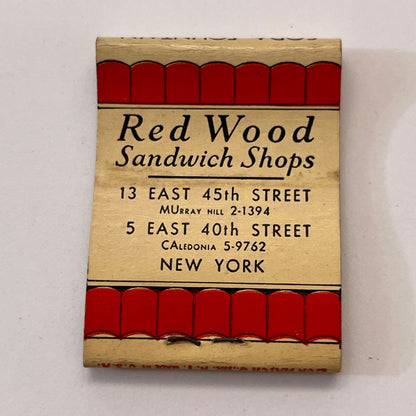 Red Wood
Sandwich Shops
13 EAST 45th STREET
MUrray Hill 2-1394
5 EAST 40th STREET
CAledonia 5-9762
NEW YORK